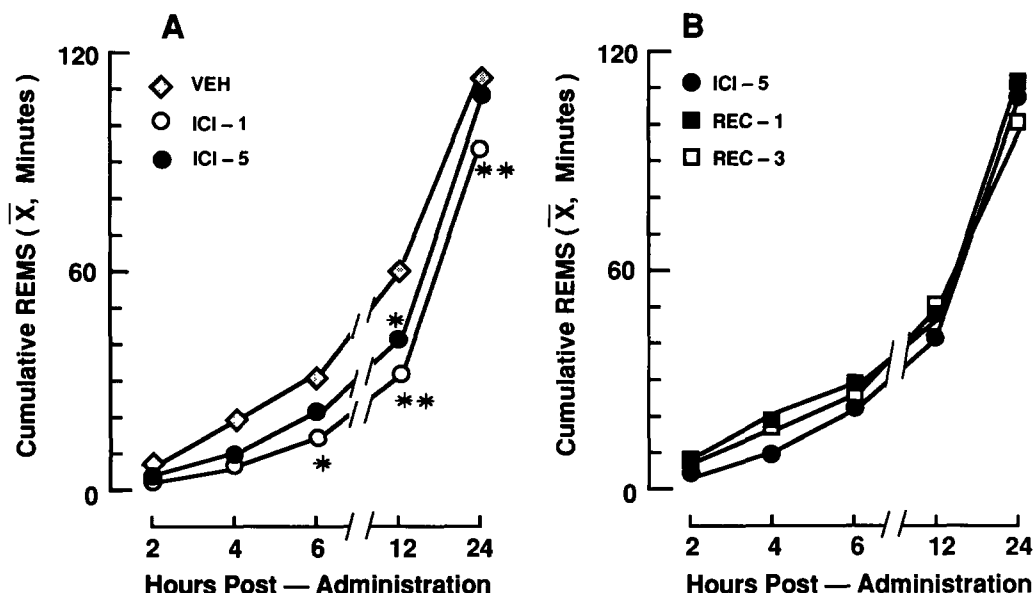 A
Cumulative REMS ( X̅, Minutes)
120
60
0
VEH
ICI – 1
ICI – 5
*
*
**
**
2 4 6 12 24
Hours Post — Administration
B
Cumulative REMS ( X̅, Minutes)
120
60
0
ICI – 5
REC – 1
REC – 3
2 4 6 12 24
Hours Post — Administration